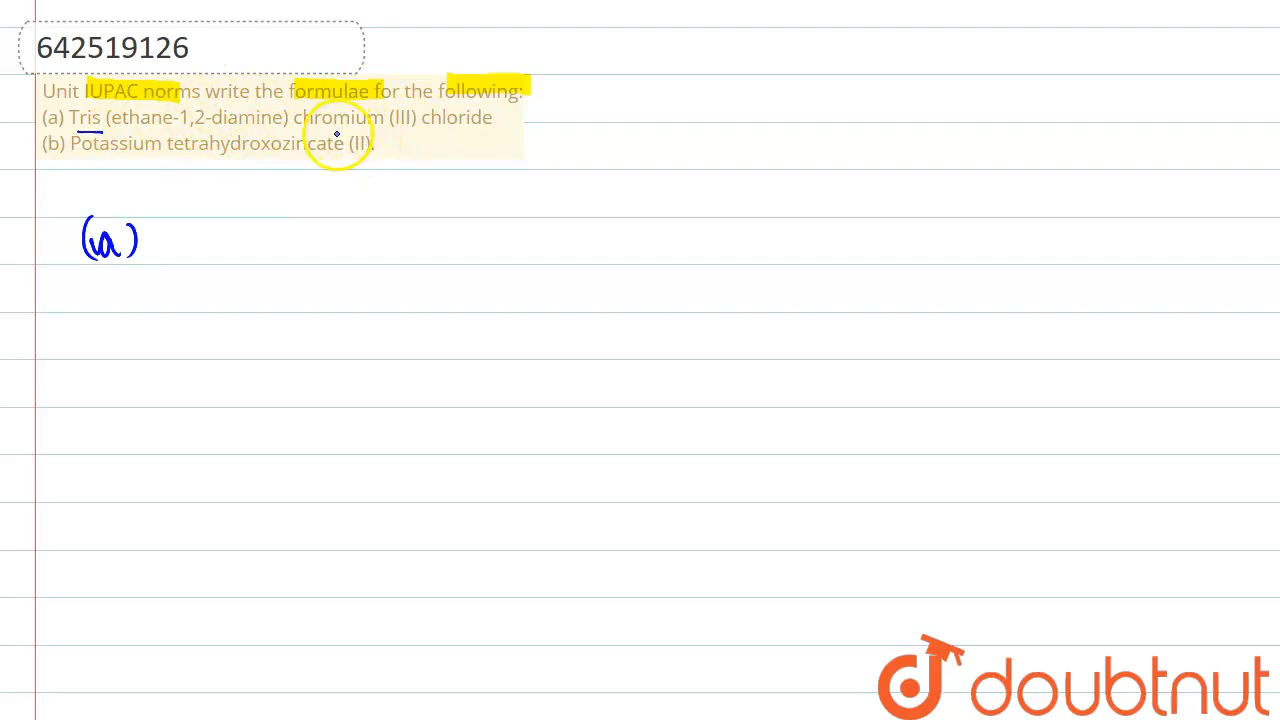 642519126
Unit IUPAC norms write the formulae for the following:
(a) Tris (ethane-1,2-diamine) chromium (III) chloride
(b) Potassium tetrahydroxozincate (II).
(a)
doubtnut